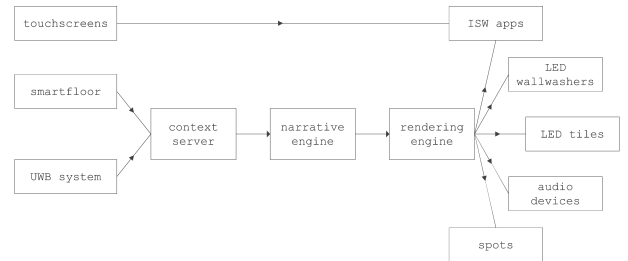 touchscreens
ISW apps
LED
wallwashers
smartfloor
context
server
narrative
engine
rendering
engine
LED tiles
UWB system
audio
devices
spots